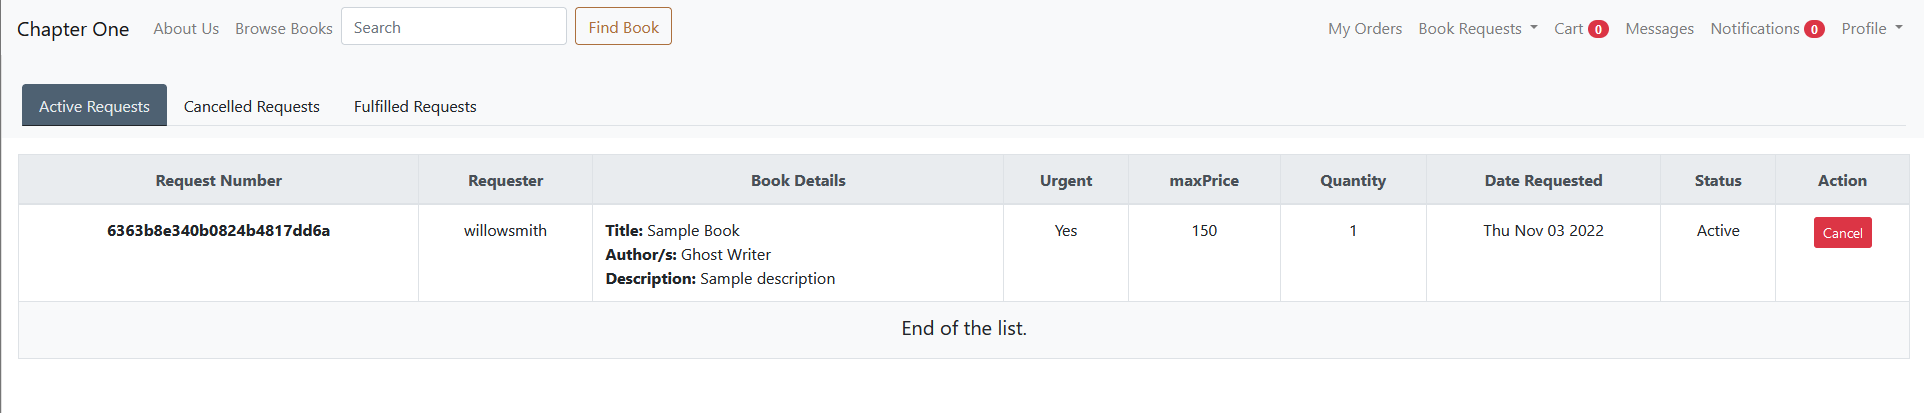 Chapter One About Us Browse Books Search Find Book My Orders Book Requests Cart 0 Messages Notifications 0 Profile
Active Requests Cancelled Requests Fulfilled Requests
Request Number Requester Book Details Urgent maxPrice Quantity Date Requested Status Action
6363b8e340b0824b4817dd6a willowsmith Title: Sample Book Yes 150 1 Thu Nov 03 2022 Active Cancel
Author/s: Ghost Writer
Description: Sample description
End of the list.